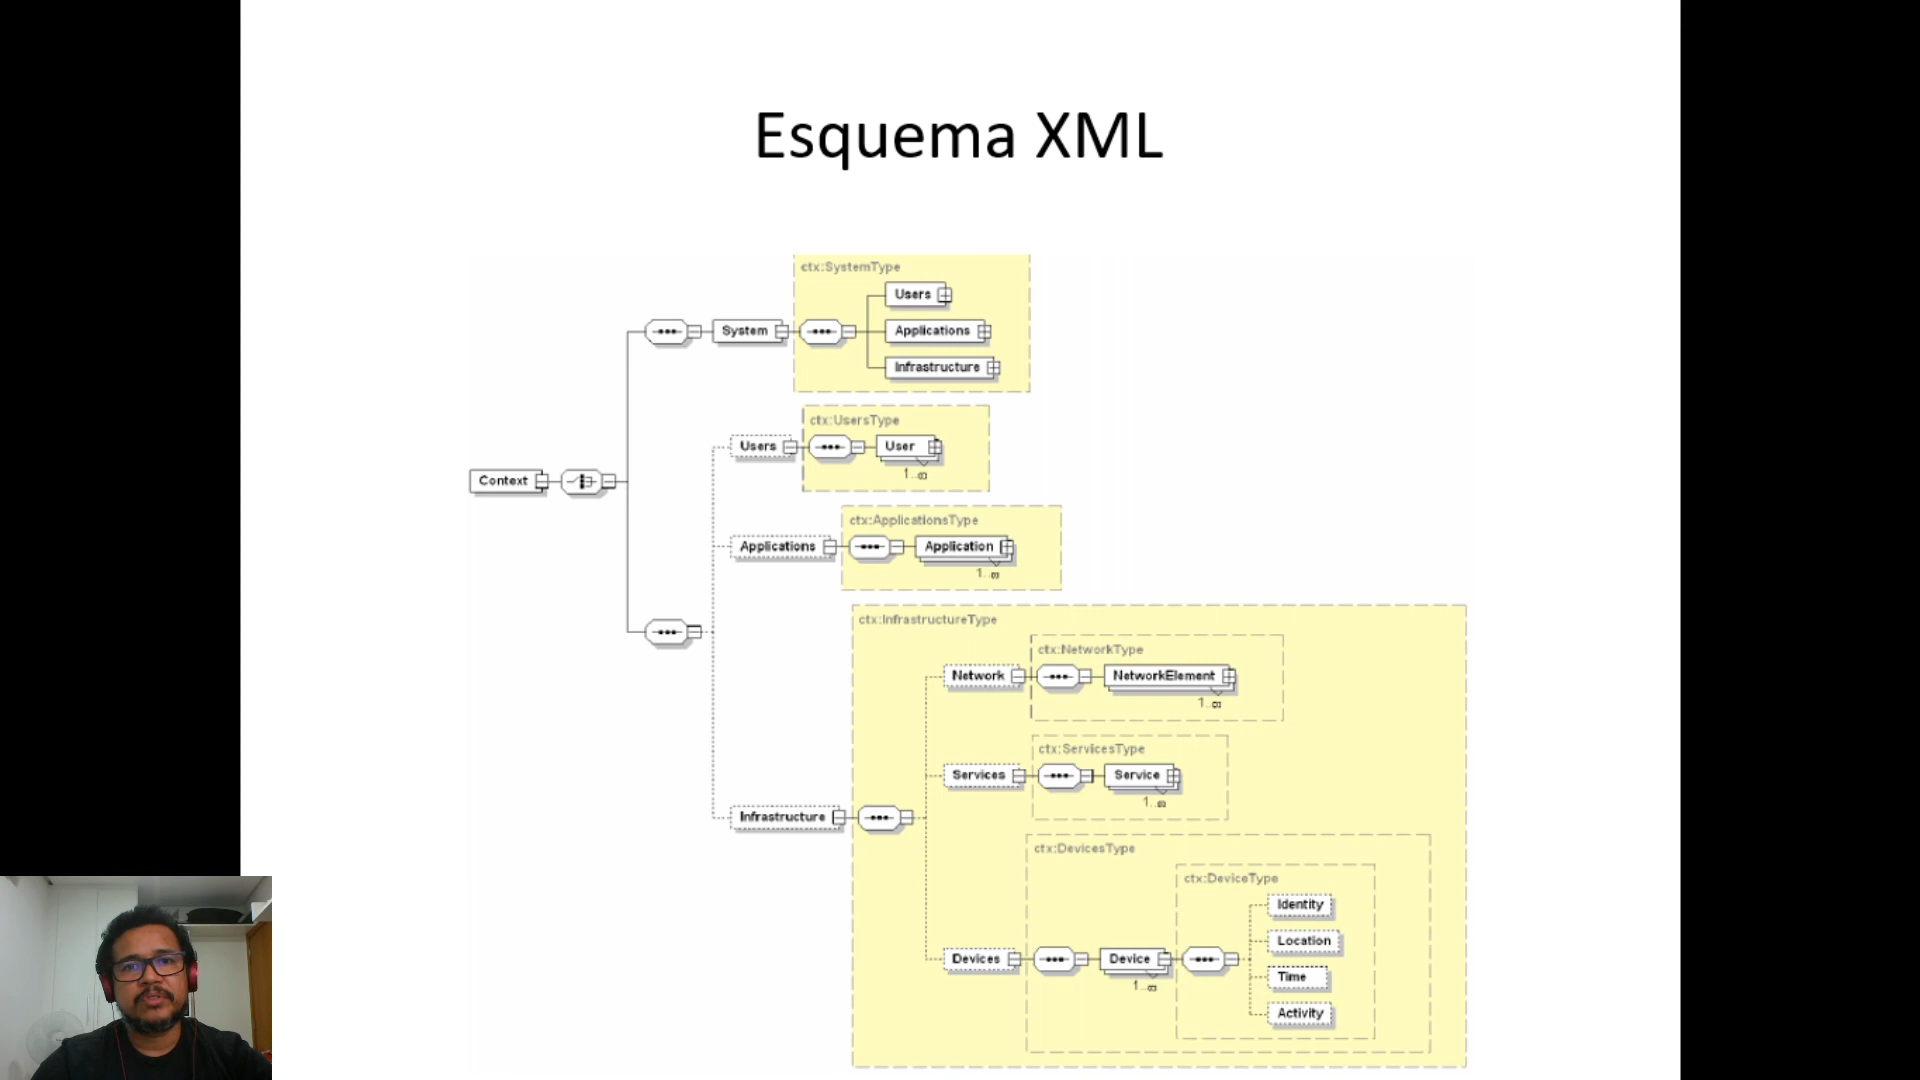 Esquema XML
ctx:SystemType
Users
System
Applications
Infrastructure
ctx:UsersType
Users
User
1..∞
Context
ctx:ApplicationsType
Applications
Application
1..∞
ctx:InfrastructureType
ctx:NetworkType
Network
NetworkElement
1..∞
ctx:ServicesType
Services
Service
1..∞
Infrastructure
ctx:DevicesType
ctx:DeviceType
Identity
Location
Devices
Device
Time
1..∞
Activity